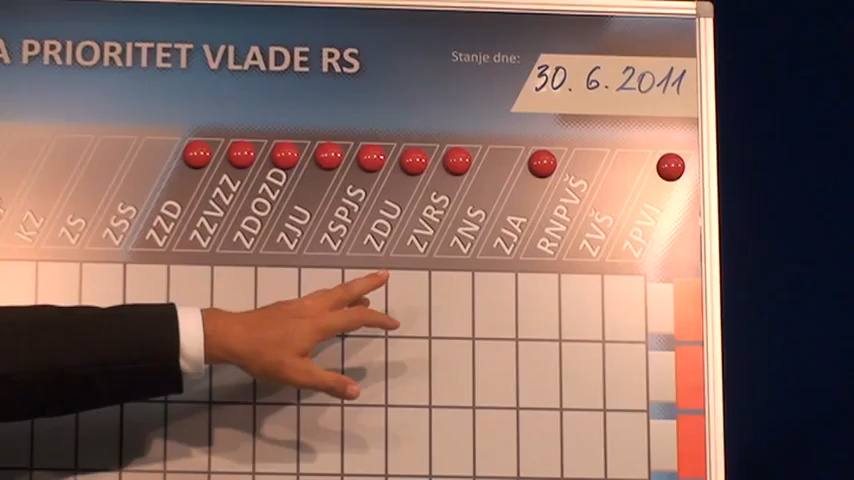 A PRIORITET VLADE RS
Stanje dne:
30.6.2011
KZ
ZS
ZSS
ZZD
ZZVZZ
ZDOZD
ZJU
ZSPJS
ZDU
ZVRS
ZNS
ZJA
RNPVŠ
ZVŠ
ZPVI